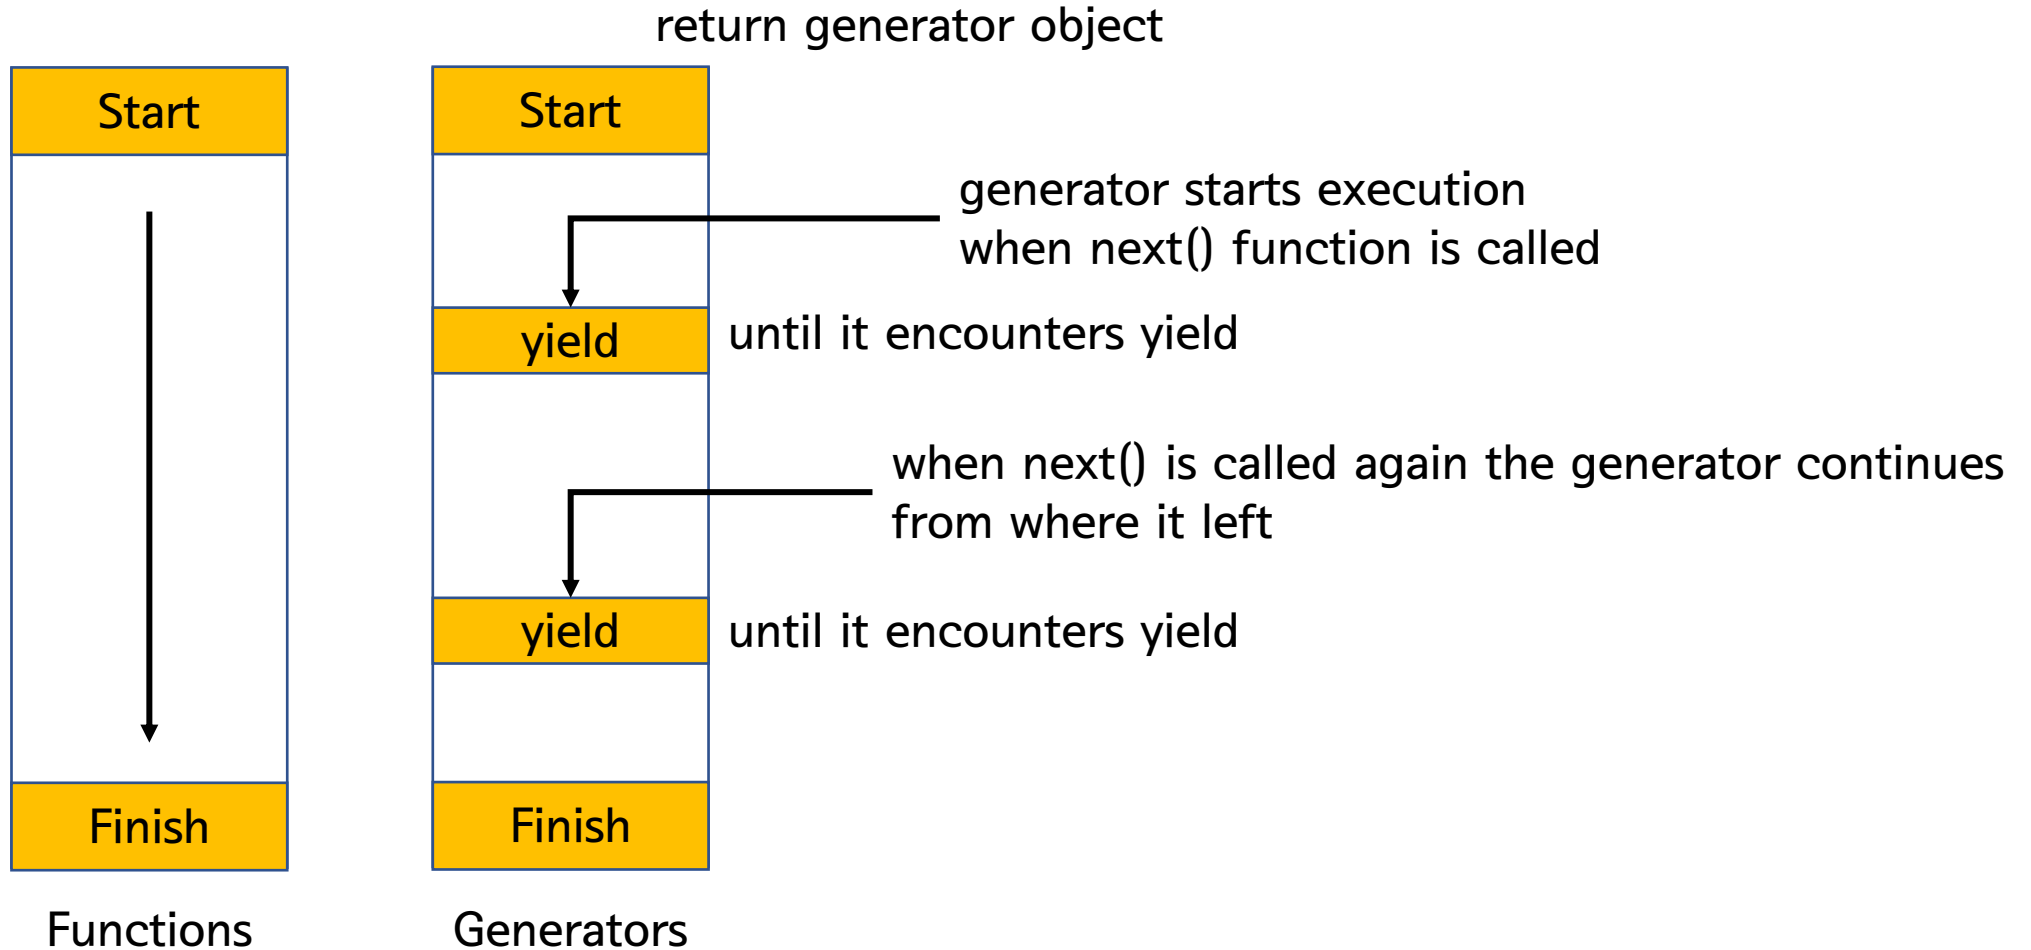 return generator object
Start
Start
generator starts execution
when next() function is called
yield
until it encounters yield
when next() is called again the generator continues
from where it left
yield
until it encounters yield
Finish
Finish
Functions
Generators